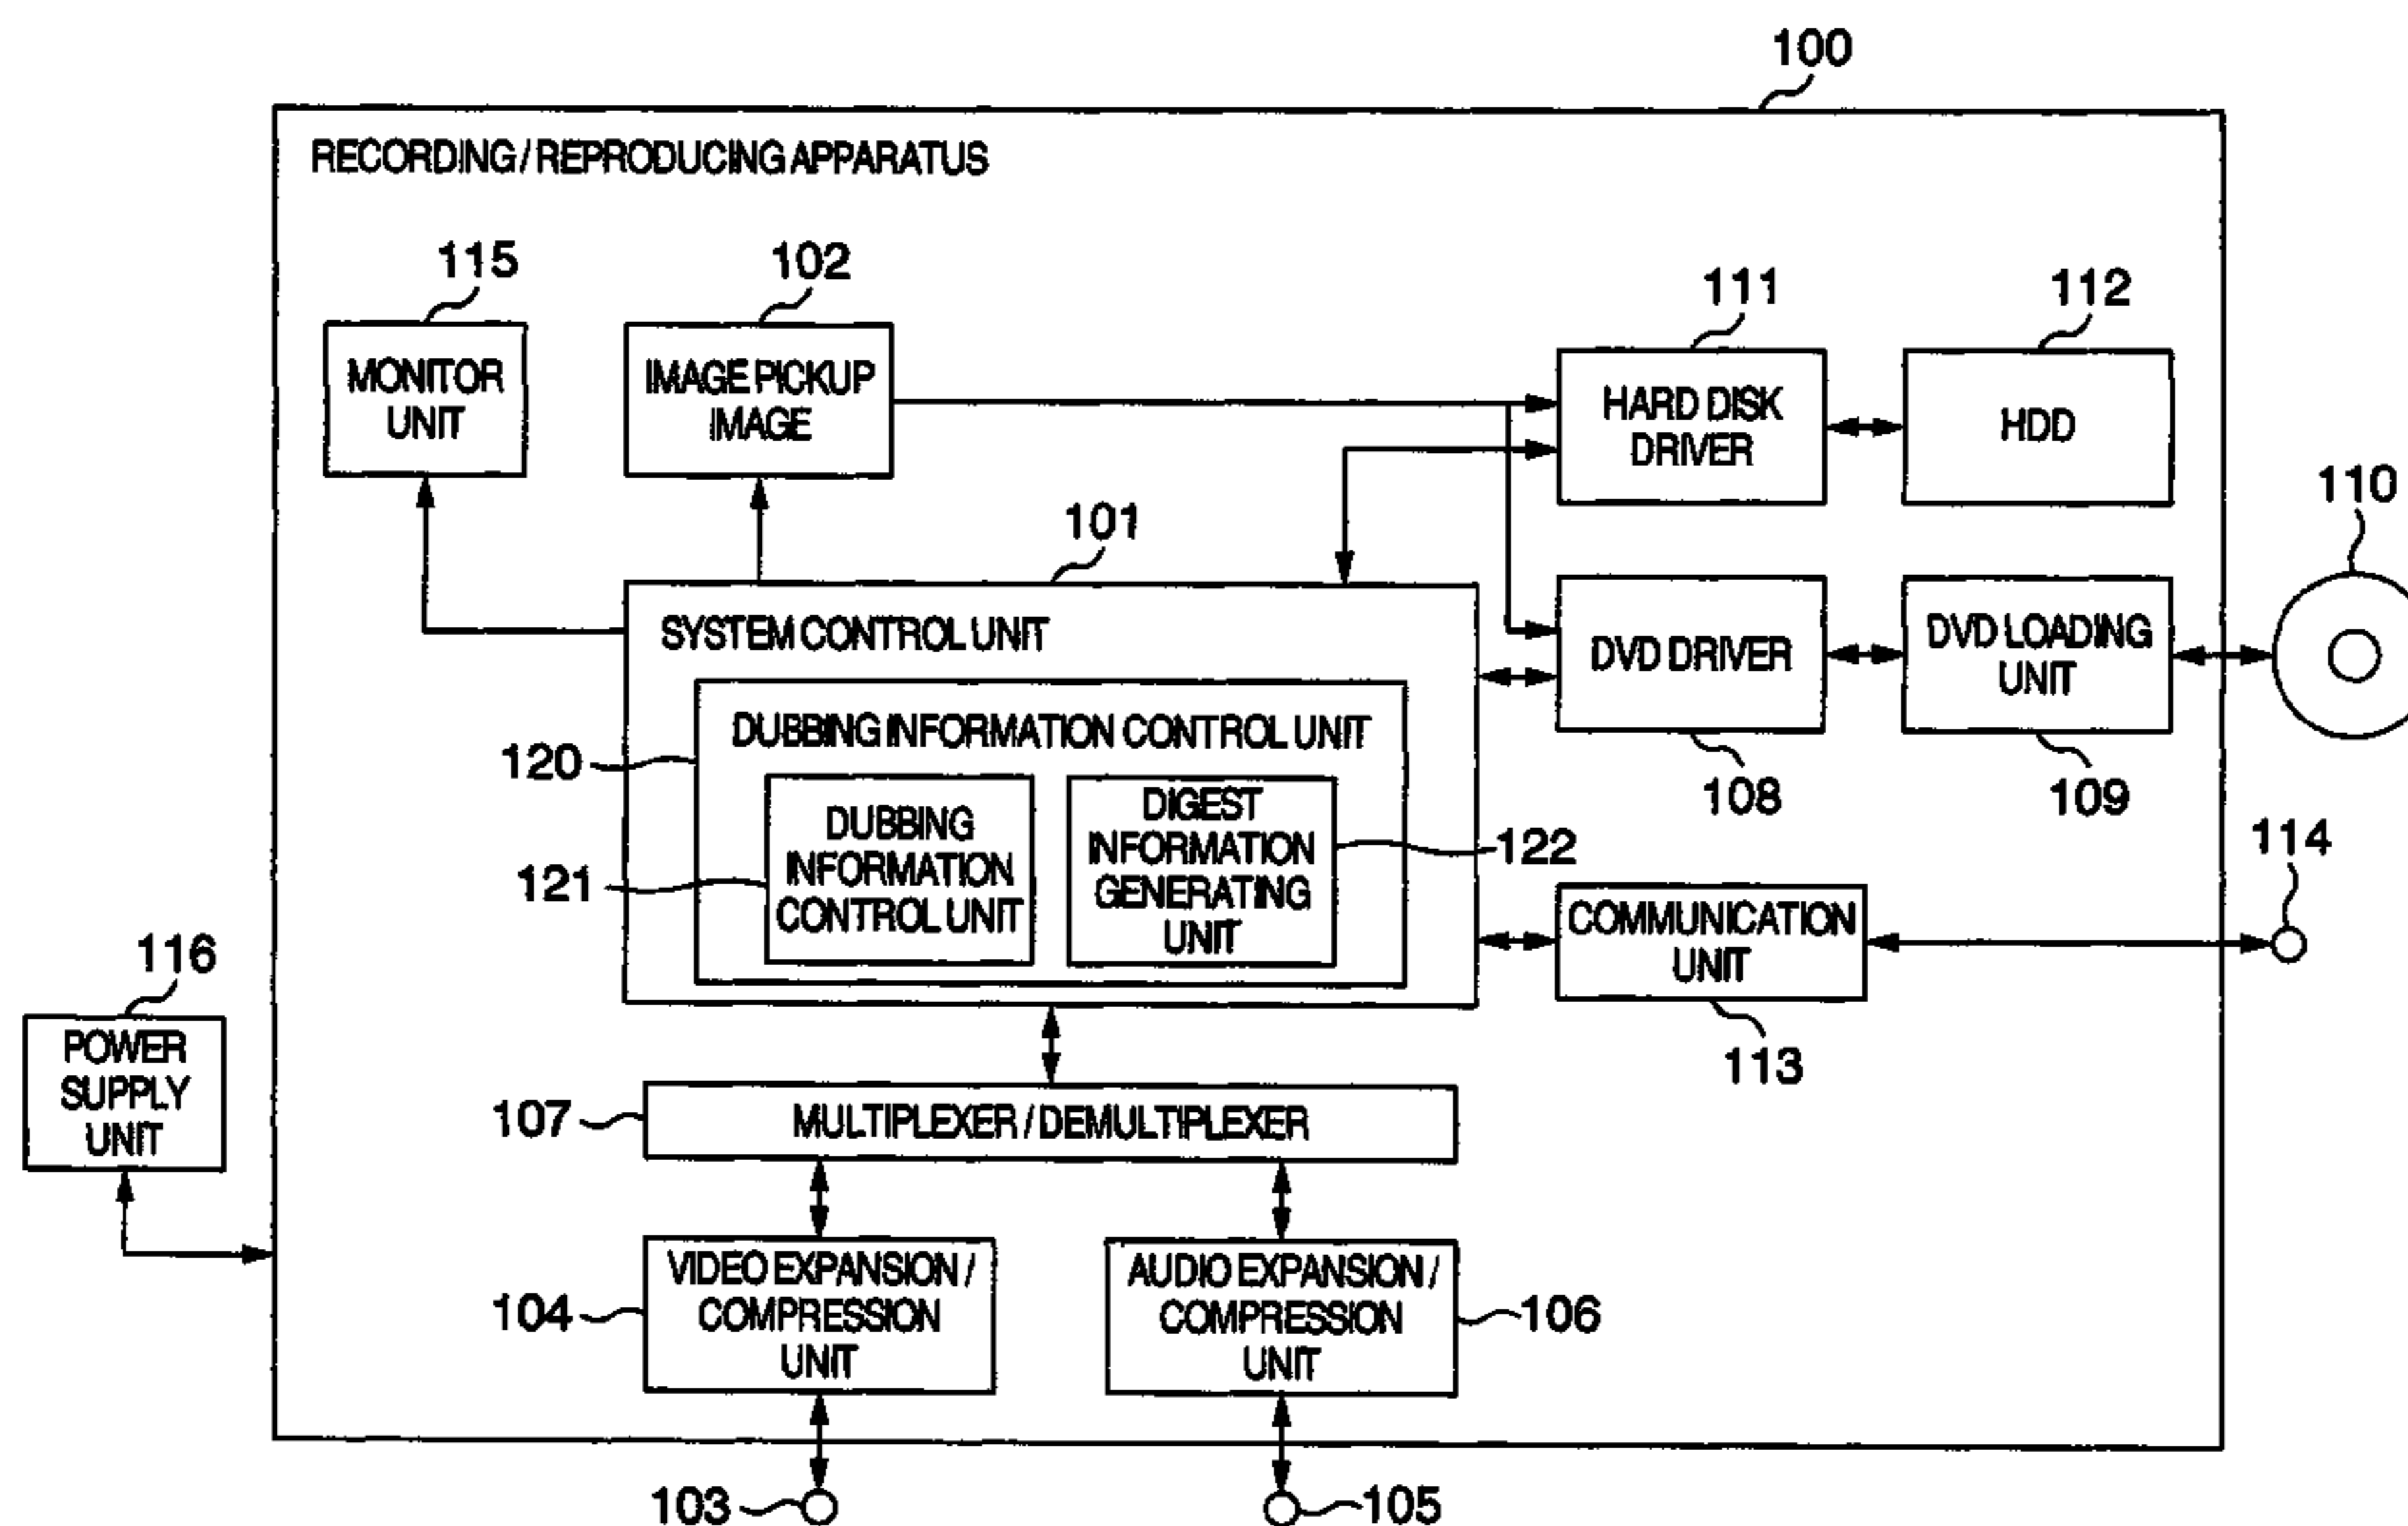 100
RECORDING / REPRODUCING APPARATUS
115
102
111
112
MONITOR
UNIT
IMAGE PICKUP
IMAGE
HARD DISK
DRIVER
HDD
110
101
SYSTEM CONTROL UNIT
DVD DRIVER
DVD LOADING
UNIT
108
109
120
DUBBING INFORMATION CONTROL UNIT
121
DUBBING
INFORMATION
CONTROL UNIT
DIGEST
INFORMATION
GENERATING
UNIT
122
114
COMMUNICATION
UNIT
113
116
POWER
SUPPLY
UNIT
107
MULTIPLEXER / DEMULTIPLEXER
104
VIDEO EXPANSION /
COMPRESSION
UNIT
AUDIO EXPANSION /
COMPRESSION
UNIT
106
103
105